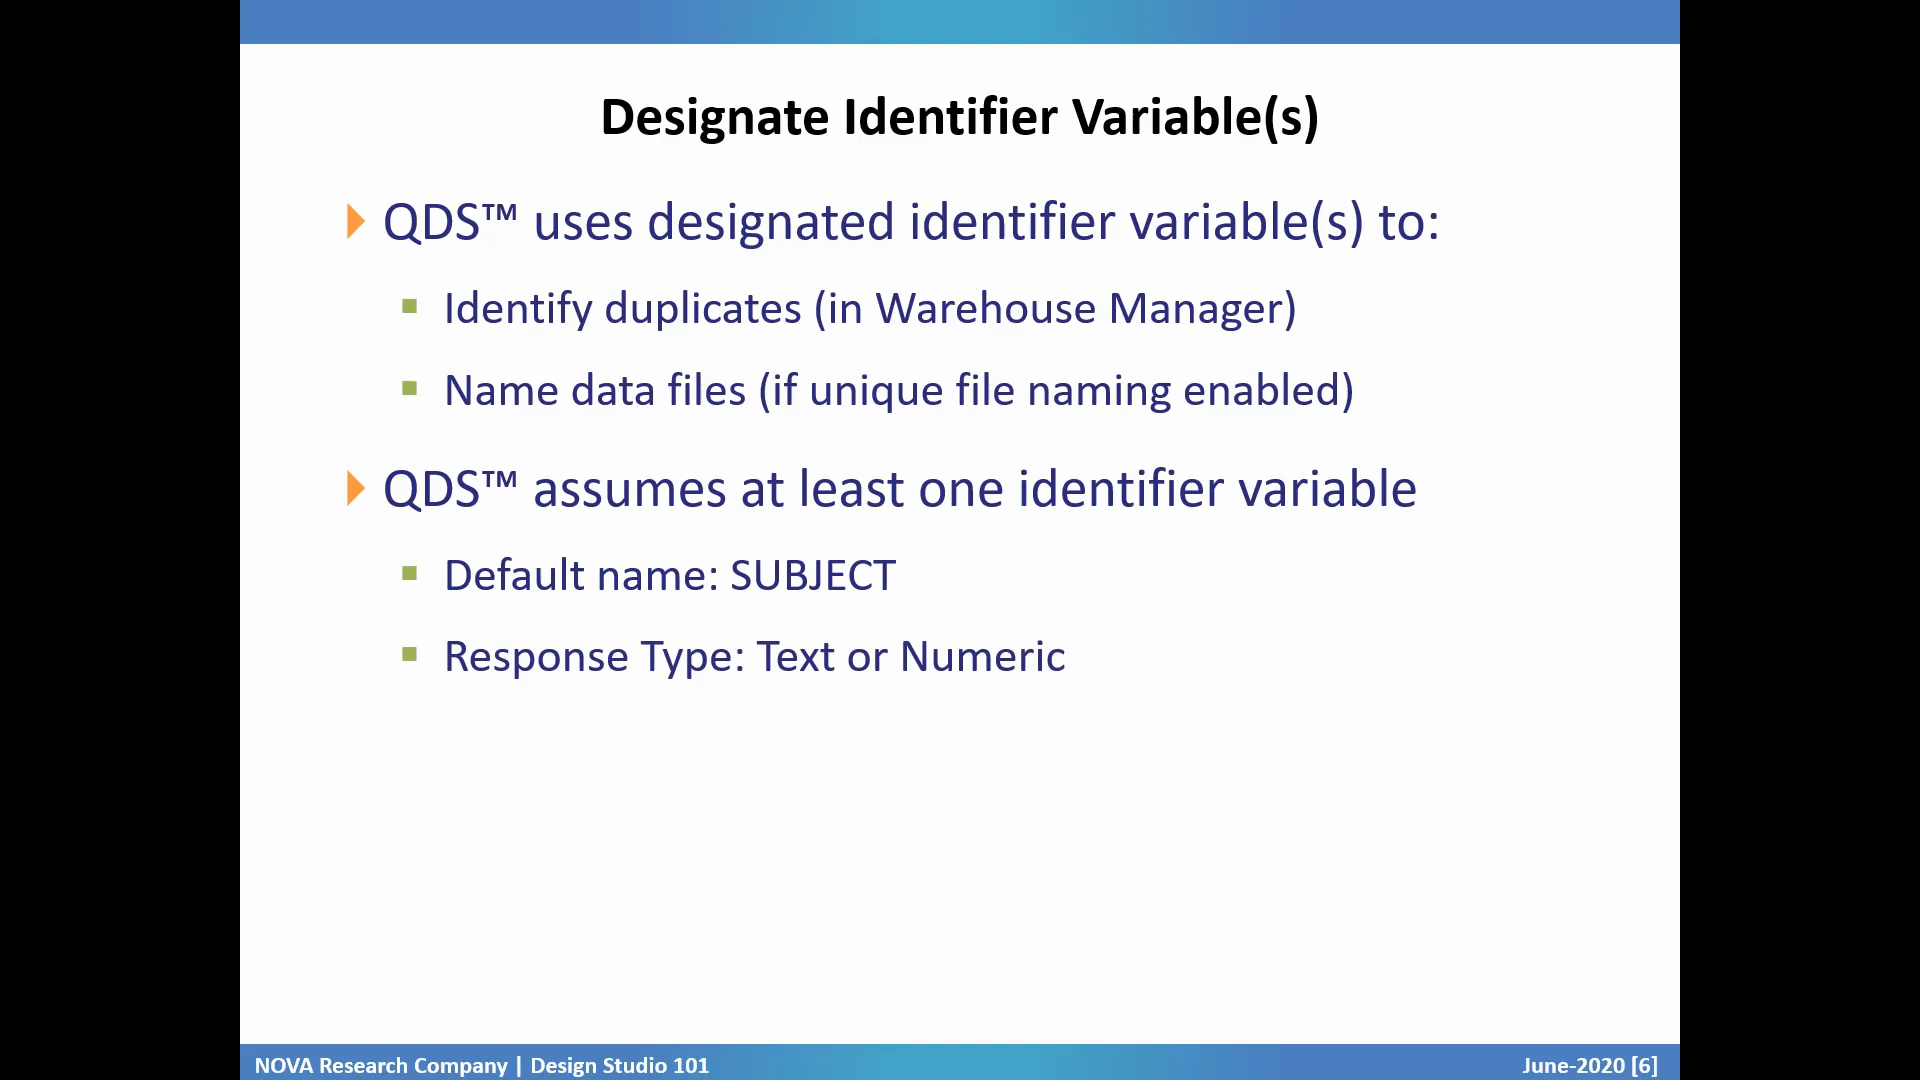 Designate Identifier Variable(s)
QDS™ uses designated identifier variable(s) to:
Identify duplicates (in Warehouse Manager)
Name data files (if unique file naming enabled)
QDS™ assumes at least one identifier variable
Default name: SUBJECT
Response Type: Text or Numeric
NOVA Research Company | Design Studio 101
June-2020 [6]